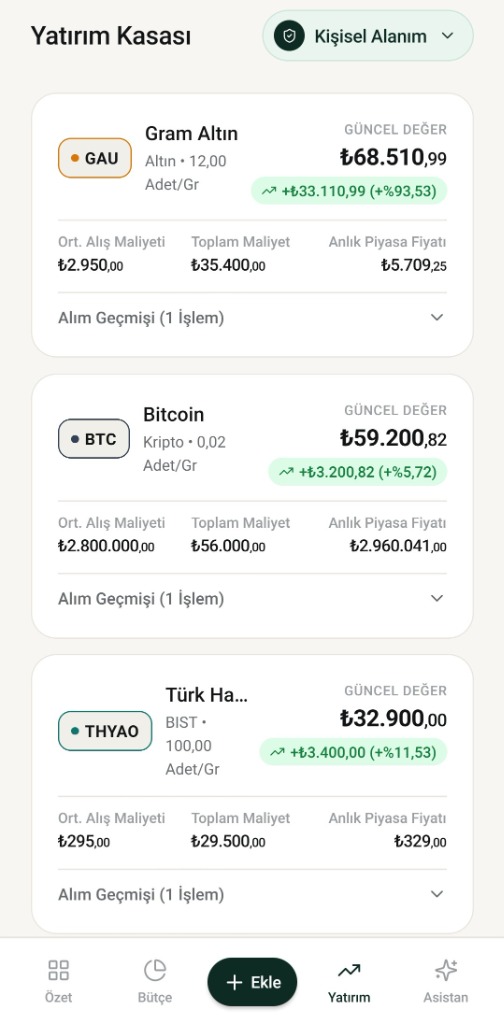 Yatırım Kasası
Kişisel Alanım
GAU
Gram Altın
Altın • 12,00
Adet/Gr
GÜNCEL DEĞER
₺68.510,99
+₺33.110,99 (+%93,53)
Ort. Alış Maliyeti
₺2.950,00
Toplam Maliyet
₺35.400,00
Anlık Piyasa Fiyatı
₺5.709,25
Alım Geçmişi (1 İşlem)
BTC
Bitcoin
Kripto • 0,02
Adet/Gr
GÜNCEL DEĞER
₺59.200,82
+₺3.200,82 (+%5,72)
Ort. Alış Maliyeti
₺2.800.000,00
Toplam Maliyet
₺56.000,00
Anlık Piyasa Fiyatı
₺2.960.041,00
Alım Geçmişi (1 İşlem)
THYAO
Türk Ha...
BIST •
100,00
Adet/Gr
GÜNCEL DEĞER
₺32.900,00
+₺3.400,00 (+%11,53)
Ort. Alış Maliyeti
₺295,00
Toplam Maliyet
₺29.500,00
Anlık Piyasa Fiyatı
₺329,00
Alım Geçmişi (1 İşlem)
Özet
Bütçe
+ Ekle
Yatırım
Asistan